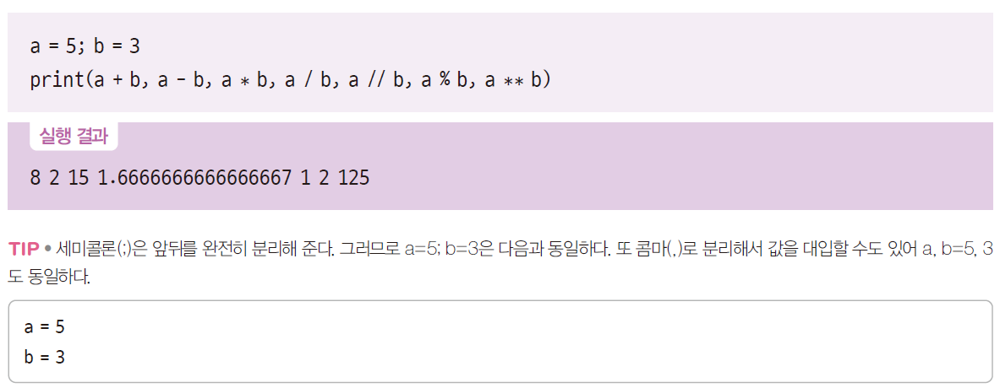 a = 5; b = 3
print(a + b, a - b, a * b, a / b, a // b, a % b, a ** b)
실행 결과
8 2 15 1.6666666666666667 1 2 125
TIP • 세미콜론(;)은 앞뒤를 완전히 분리해 준다. 그러므로 a=5; b=3은 다음과 동일하다. 또 콤마(,)로 분리해서 값을 대입할 수도 있어 a, b=5, 3
도 동일하다.
a = 5
b = 3